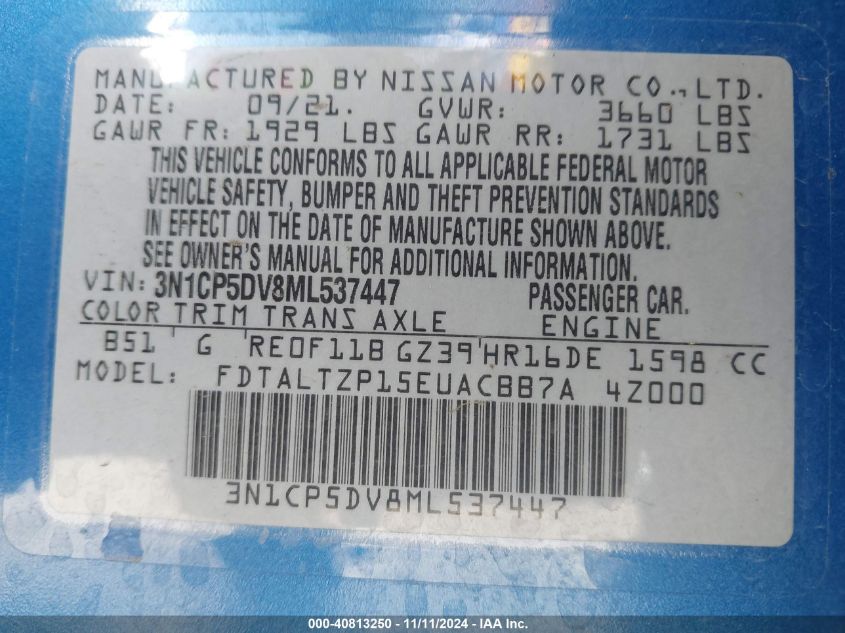 MANUFACTURED BY NISSAN MOTOR CO., LTD.
DATE: 09/21. GVWR: 3660 LBS
GAWR FR: 1929 LBS GAWR RR: 1731 LBS
THIS VEHICLE CONFORMS TO ALL APPLICABLE FEDERAL MOTOR
VEHICLE SAFETY, BUMPER AND THEFT PREVENTION STANDARDS
IN EFFECT ON THE DATE OF MANUFACTURE SHOWN ABOVE.
SEE OWNER'S MANUAL FOR ADDITIONAL INFORMATION.
VIN: 3N1CP5DV8ML537447 PASSENGER CAR.
COLOR TRIM TRANS AXLE ENGINE
B51 G RE0F11B GZ39 HR16DE 1598 CC
MODEL: FDTALTZP15EUACBB7A 4Z000
3N1CP5DV8ML537447
000-40813250 - 11/11/2024 - IAA Inc.